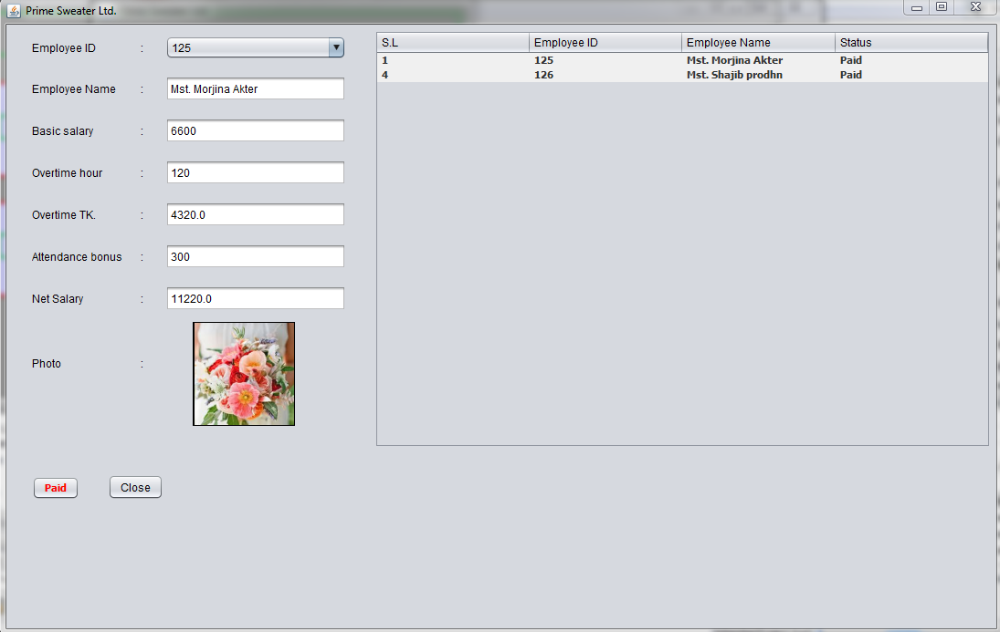 Prime Sweater Ltd.
Employee ID : 125
Employee Name : Mst. Morjina Akter
Basic salary : 6600
Overtime hour : 120
Overtime TK. : 4320.0
Attendance bonus : 300
Net Salary : 11220.0
Photo :
Paid Close
S.L Employee ID Employee Name Status
1 125 Mst. Morjina Akter Paid
4 126 Mst. Shajib prodhn Paid